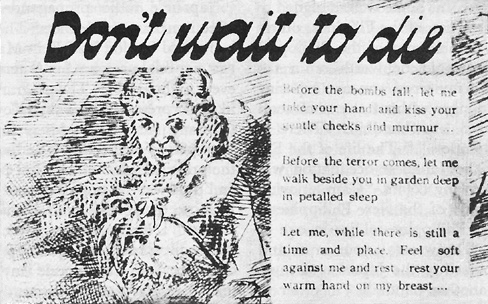 Don't wait to die
Before the bombs fall, let me
take your hand and kiss your
gentle cheeks and murmur ...
Before the terror comes, let me
walk beside you in garden deep
in petalled sleep
Let me, while there is still a
time and place. Feel soft
against me and rest... rest your
warm hand on my breast ...